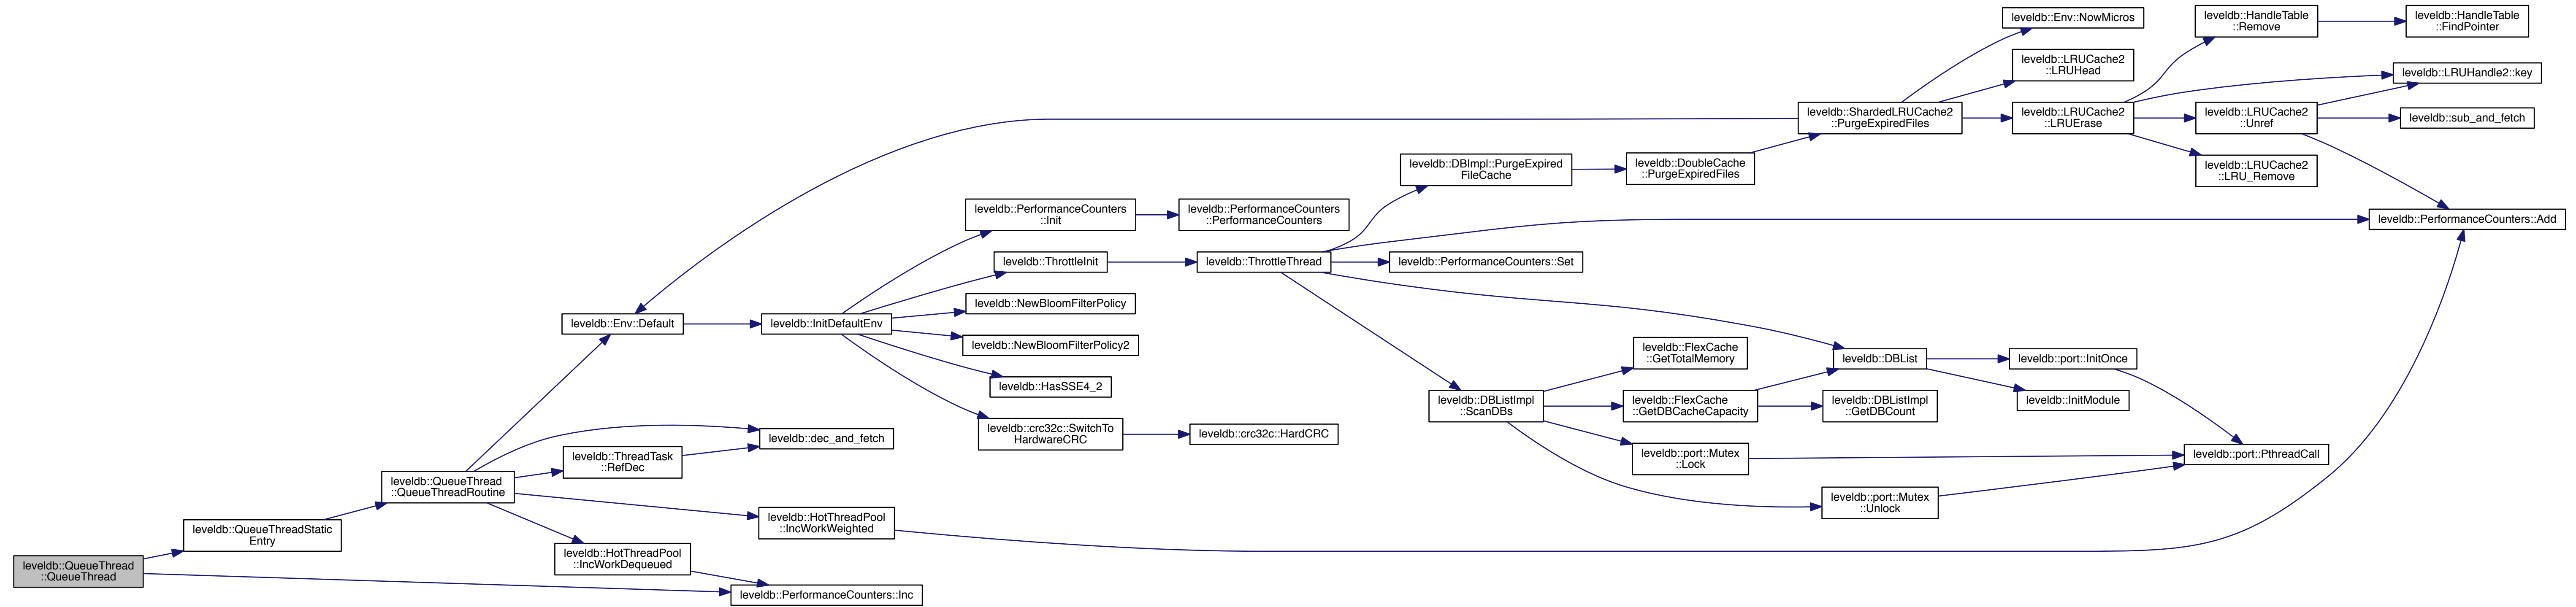 leveldb::QueueThread
::QueueThread
leveldb::QueueThreadStatic
Entry
leveldb::QueueThread
::QueueThreadRoutine
leveldb::Env::Default
leveldb::ThreadTask
::RefDec
leveldb::HotThreadPool
::IncWorkDequeued
leveldb::InitDefaultEnv
leveldb::dec_and_fetch
leveldb::HotThreadPool
::IncWorkWeighted
leveldb::PerformanceCounters::Inc
leveldb::PerformanceCounters
::Init
leveldb::ThrottleInit
leveldb::NewBloomFilterPolicy
leveldb::NewBloomFilterPolicy2
leveldb::HasSSE4_2
leveldb::crc32c::SwitchTo
HardwareCRC
leveldb::PerformanceCounters
::PerformanceCounters
leveldb::ThrottleThread
leveldb::crc32c::HardCRC
leveldb::DBImpl::PurgeExpired
FileCache
leveldb::PerformanceCounters::Set
leveldb::DBListImpl
::ScanDBs
leveldb::DoubleCache
::PurgeExpiredFiles
leveldb::FlexCache
::GetTotalMemory
leveldb::FlexCache
::GetDBCacheCapacity
leveldb::port::Mutex
::Lock
leveldb::ShardedLRUCache2
::PurgeExpiredFiles
leveldb::DBList
leveldb::DBListImpl
::GetDBCount
leveldb::port::Mutex
::Unlock
leveldb::Env::NowMicros
leveldb::LRUCache2
::LRUHead
leveldb::LRUCache2
::LRUErase
leveldb::port::InitOnce
leveldb::InitModule
leveldb::HandleTable
::Remove
leveldb::LRUCache2
::Unref
leveldb::LRUCache2
::LRU_Remove
leveldb::port::PthreadCall
leveldb::HandleTable
::FindPointer
leveldb::LRUHandle2::key
leveldb::sub_and_fetch
leveldb::PerformanceCounters::Add